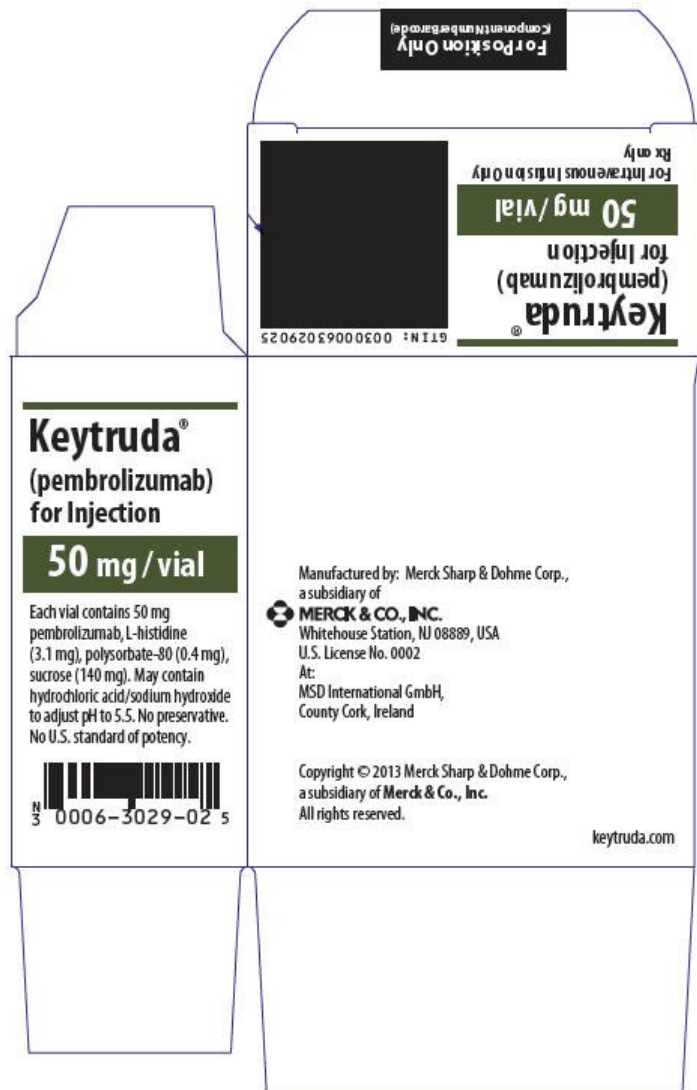 For Position Only
(Component Number Barcode)
Keytruda®
(pembrolizumab)
for Injection
50 mg/vial
For Intravenous Infusion Only
Rx only
GTIN: 00300063029025
Keytruda®
(pembrolizumab)
for Injection
50 mg/vial
Each vial contains 50 mg
pembrolizumab, L-histidine
(3.1 mg), polysorbate-80 (0.4 mg),
sucrose (140 mg). May contain
hydrochloric acid/sodium hydroxide
to adjust pH to 5.5. No preservative.
No U.S. standard of potency.
N
3 0006-3029-02 5
Manufactured by: Merck Sharp & Dohme Corp.,
a subsidiary of
MERCK & CO., INC.
Whitehouse Station, NJ 08889, USA
U.S. License No. 0002
At:
MSD International GmbH,
County Cork, Ireland
Copyright © 2013 Merck Sharp & Dohme Corp.,
a subsidiary of Merck & Co., Inc.
All rights reserved.
keytruda.com